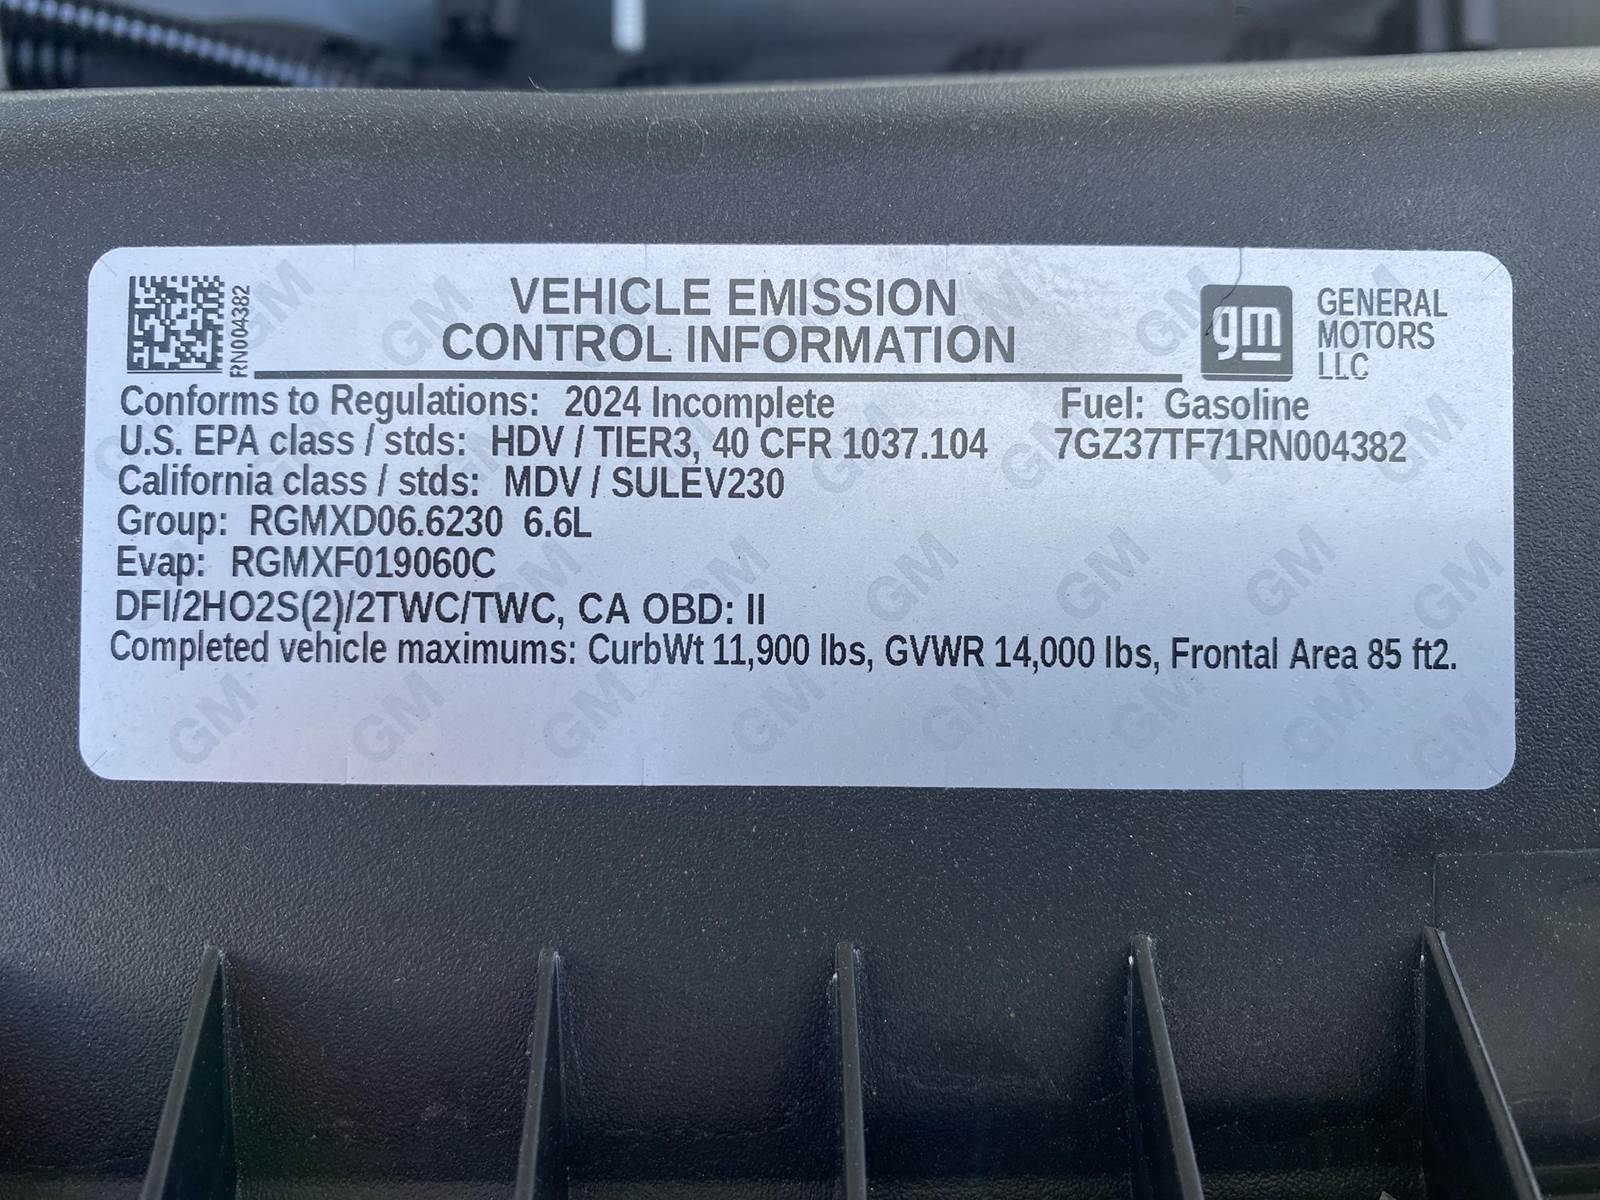 RN004382
VEHICLE EMISSION
CONTROL INFORMATION
gm
GENERAL
MOTORS
LLC
Conforms to Regulations: 2024 Incomplete
Fuel: Gasoline
U.S. EPA class / stds: HDV / TIER3, 40 CFR 1037.104
7GZ37TF71RN004382
California class / stds: MDV / SULEV230
Group: RGMXD06.6230 6.6L
Evap: RGMXF019060C
DFI/2HO2S(2)/2TWC/TWC, CA OBD: II
Completed vehicle maximums: CurbWt 11,900 lbs, GVWR 14,000 lbs, Frontal Area 85 ft2.